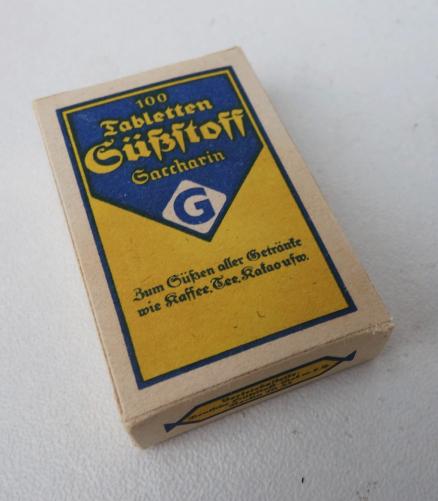 100
Tabletten
Süßstoff
Saccharin
G
Zum Süßen aller Getränke
wie Kaffee, Tee, Kakao usw.